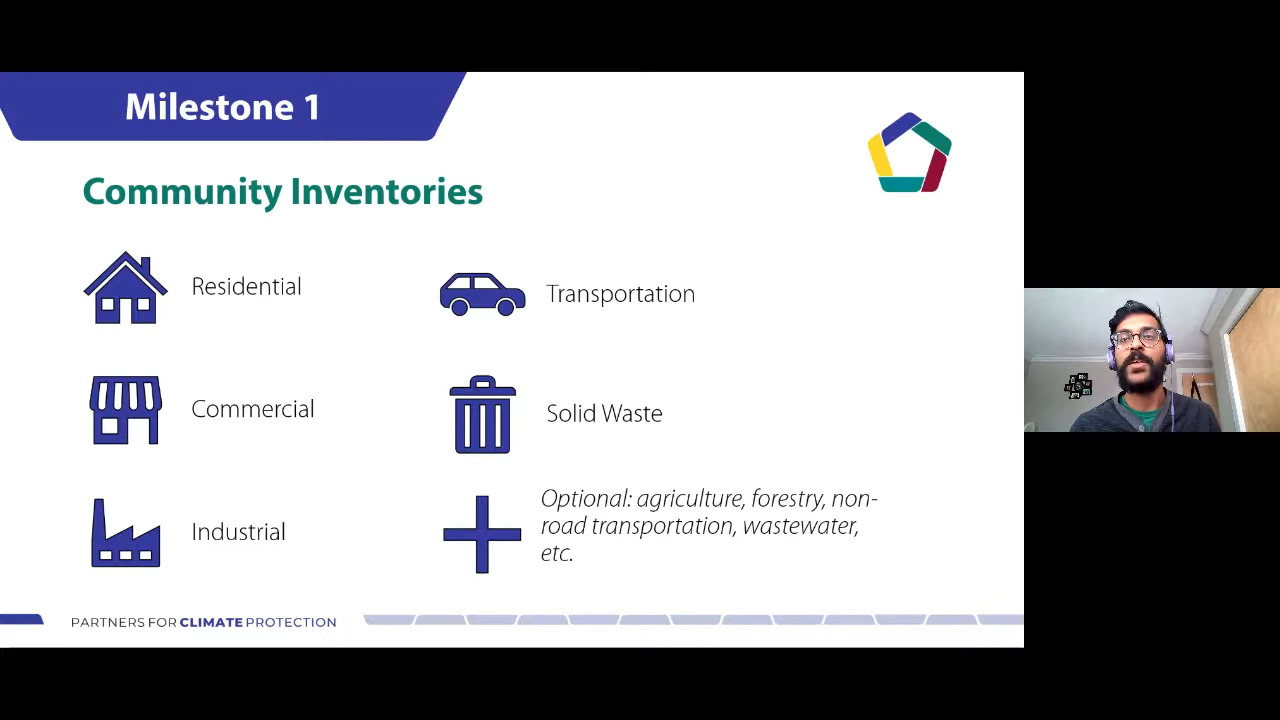 Milestone 1
Community Inventories
Residential
Transportation
Commercial
Solid Waste
Industrial
Optional: agriculture, forestry, non-
road transportation, wastewater,
etc.
PARTNERS FOR CLIMATE PROTECTION